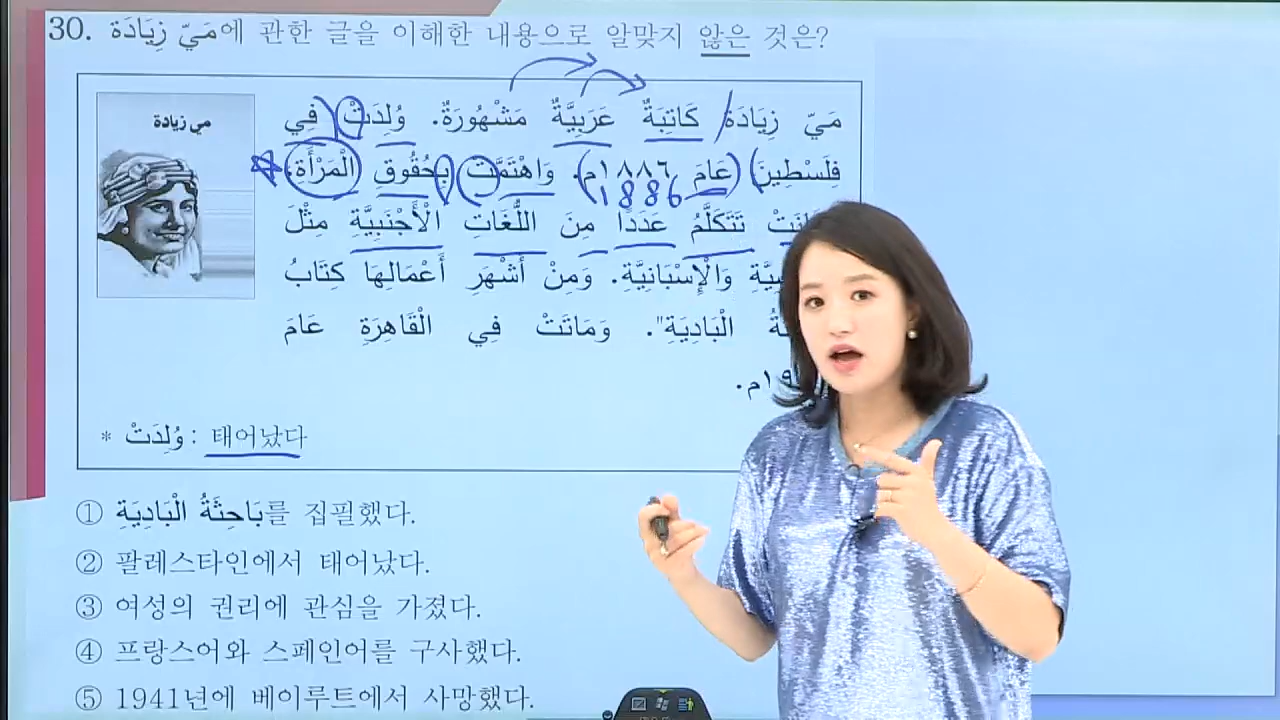 30. مَيّ زِيَادَة에 관한 글을 이해한 내용으로 알맞지 않은 것은?
مي زيادة
مَيّ زِيَادَة كَاتِبَةٌ عَرَبِيَّةٌ مَشْهُورَةٌ. وُلِدَتْ فِي
فِلَسْطِينَ عَامَ ١٨٨٦م. وَاهْتَمَّتْ بِحُقُوقِ الْمَرْأَةِ.
1886
تَتَكَلَّمُ عَدَدًا مِنَ اللُّغَاتِ الْأَجْنَبِيَّةِ مِثْلَ
وَالْإِسْبَانِيَّةِ. وَمِنْ أَشْهَرِ أَعْمَالِهَا كِتَابُ
الْبَادِيَةِ". وَمَاتَتْ فِي الْقَاهِرَةِ عَامَ
* وُلِدَتْ : 태어났다
① بَاحِثَةُ الْبَادِيَةِ를 집필했다.
② 팔레스타인에서 태어났다.
③ 여성의 권리에 관심을 가졌다.
④ 프랑스어와 스페인어를 구사했다.
⑤ 1941년에 베이루트에서 사망했다.